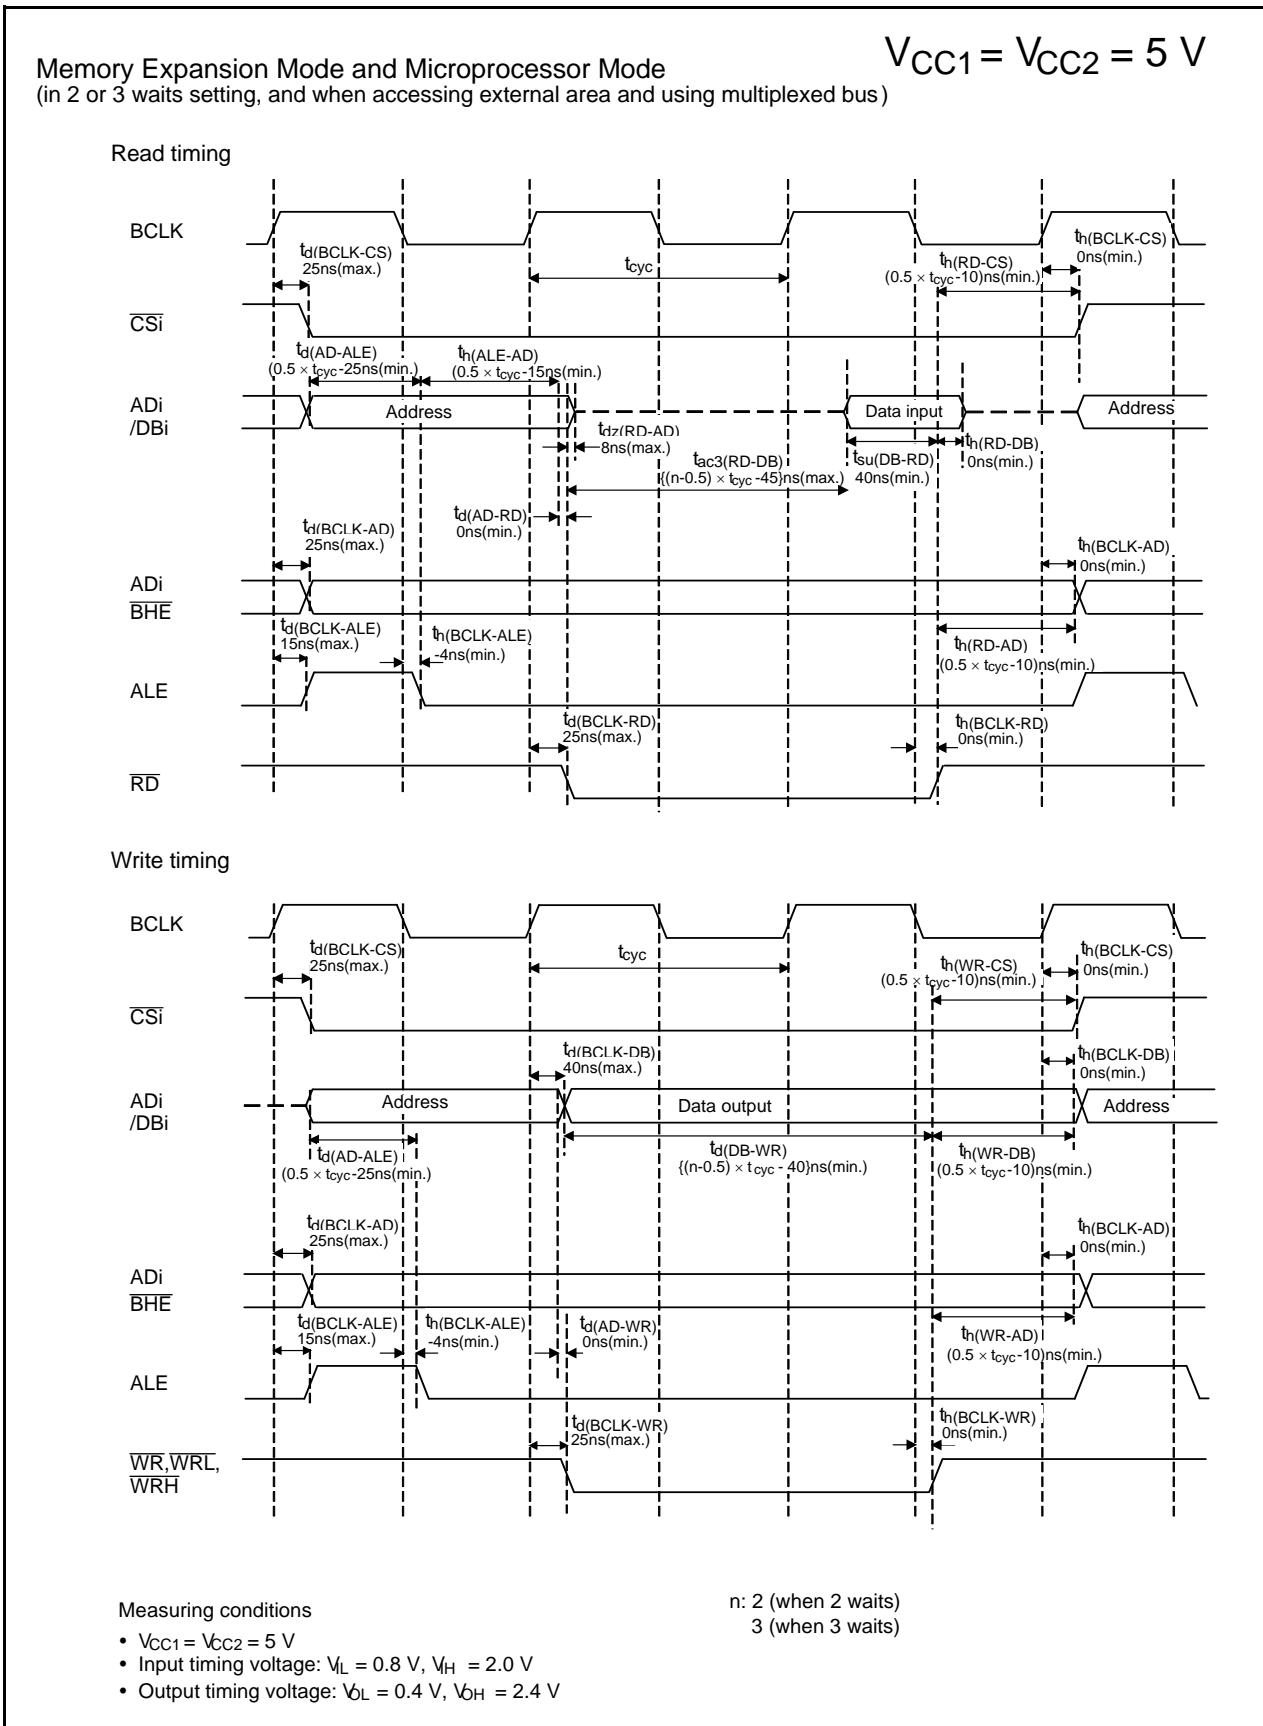 VCC1 = VCC2 = 5 V
Memory Expansion Mode and Microprocessor Mode
(in 2 or 3 waits setting, and when accessing external area and using multiplexed bus)
Read timing
BCLK
td(BCLK-CS)
25ns(max.)
tcyc
th(RD-CS)
(0.5 × tcyc-10)ns(min.)
th(BCLK-CS)
0ns(min.)
CSi
td(AD-ALE)
(0.5 × tcyc-25ns(min.)
th(ALE-AD)
(0.5 × tcyc-15ns(min.)
ADi
/DBi
Address
Data input
Address
tdz(RD-AD)
8ns(max.)
tac3(RD-DB)
{(n-0.5) × tcyc-45}ns(max.)
tsu(DB-RD)
40ns(min.)
th(RD-DB)
0ns(min.)
td(AD-RD)
0ns(min.)
td(BCLK-AD)
25ns(max.)
th(BCLK-AD)
0ns(min.)
ADi
BHE
td(BCLK-ALE)
15ns(max.)
th(BCLK-ALE)
-4ns(min.)
th(RD-AD)
(0.5 × tcyc-10)ns(min.)
ALE
td(BCLK-RD)
25ns(max.)
th(BCLK-RD)
0ns(min.)
RD
Write timing
BCLK
td(BCLK-CS)
25ns(max.)
tcyc
th(WR-CS)
(0.5 × tcyc-10)ns(min.)
th(BCLK-CS)
0ns(min.)
CSi
td(BCLK-DB)
40ns(max.)
th(BCLK-DB)
0ns(min.)
ADi
/DBi
Address
Data output
Address
td(AD-ALE)
(0.5 × tcyc-25ns(min.)
td(DB-WR)
{(n-0.5) × tcyc - 40}ns(min.)
th(WR-DB)
(0.5 × tcyc-10)ns(min.)
td(BCLK-AD)
25ns(max.)
th(BCLK-AD)
0ns(min.)
ADi
BHE
td(BCLK-ALE)
15ns(max.)
th(BCLK-ALE)
-4ns(min.)
td(AD-WR)
0ns(min.)
th(WR-AD)
(0.5 × tcyc-10)ns(min.)
ALE
td(BCLK-WR)
25ns(max.)
th(BCLK-WR)
0ns(min.)
WR,WRL,
WRH
Measuring conditions
• VCC1 = VCC2 = 5 V
• Input timing voltage: VIL = 0.8 V, VIH = 2.0 V
• Output timing voltage: VOL = 0.4 V, VOH = 2.4 V
n: 2 (when 2 waits)
3 (when 3 waits)